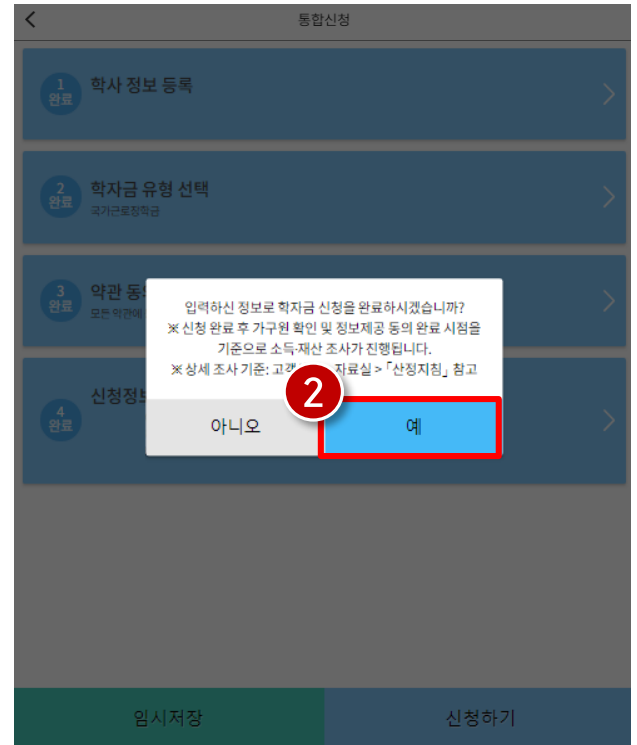 통합신청
1
완료
학사 정보 등록
2
완료
학자금 유형 선택
국가근로장학금
3
완료
약관 동
모든 약관에
입력하신 정보로 학자금 신청을 완료하시겠습니까?
※ 신청 완료 후 가구원 확인 및 정보제공 동의 완료 시점을
기준으로 소득·재산 조사가 진행됩니다.
※ 상세 조사 기준: 고객 자료실 > 「산정지침」 참고
2
4
완료
신청정보
아니오
예
임시저장
신청하기